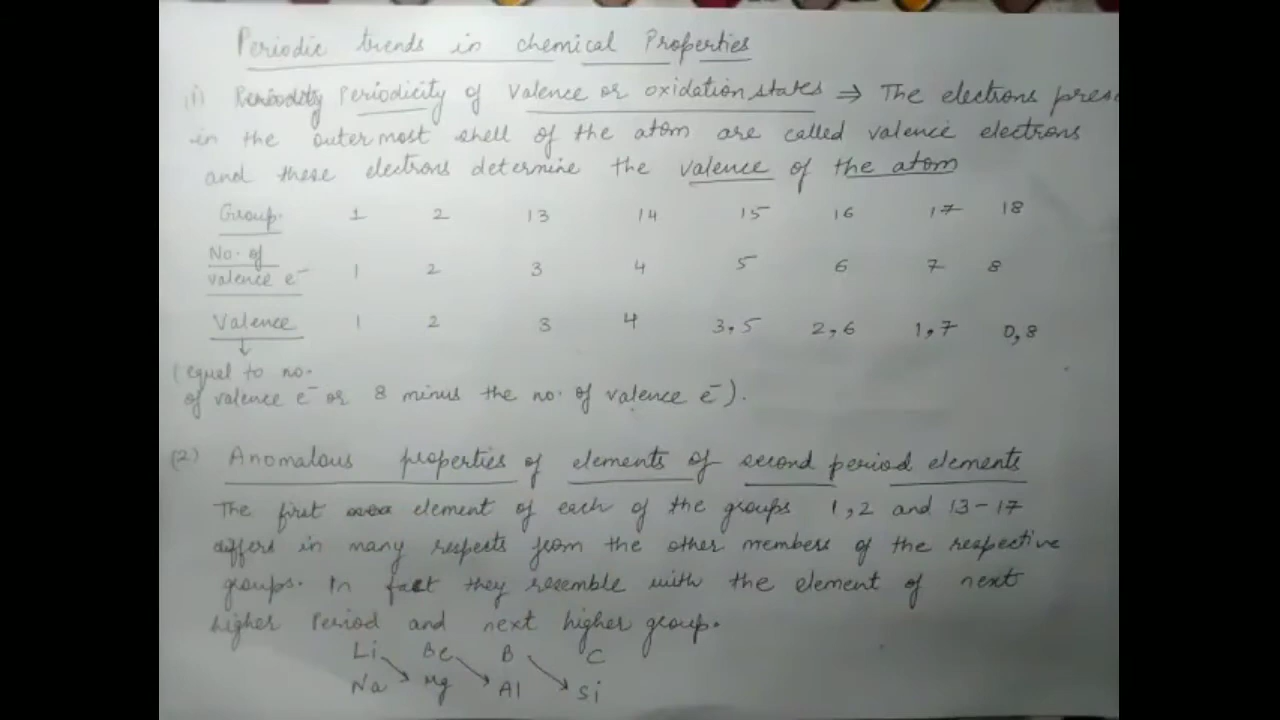 Periodic trends in chemical Properties
(1) Periodicity of Valence or oxidation states ⇒ The electrons
in the outermost shell of the atom are called valence electrons
and these electrons determine the valence of the atom
Group. 1 2 13 14 15 16 17 18
No. of
valence e⁻ 1 2 3 4 5 6 7 8
Valence 1 2 3 4 3,5 2,6 1,7 0,8
(equal to no.
of valence e⁻ or 8 minus the no. of valence e⁻).
(2) Anomalous properties of elements of second period elements
The first element of each of the groups 1,2 and 13-17
differs in many respects from the other members of the respective
groups. In fact they resemble with the element of next
higher Period and next higher group.
Li Be B C
Na Mg Al Si